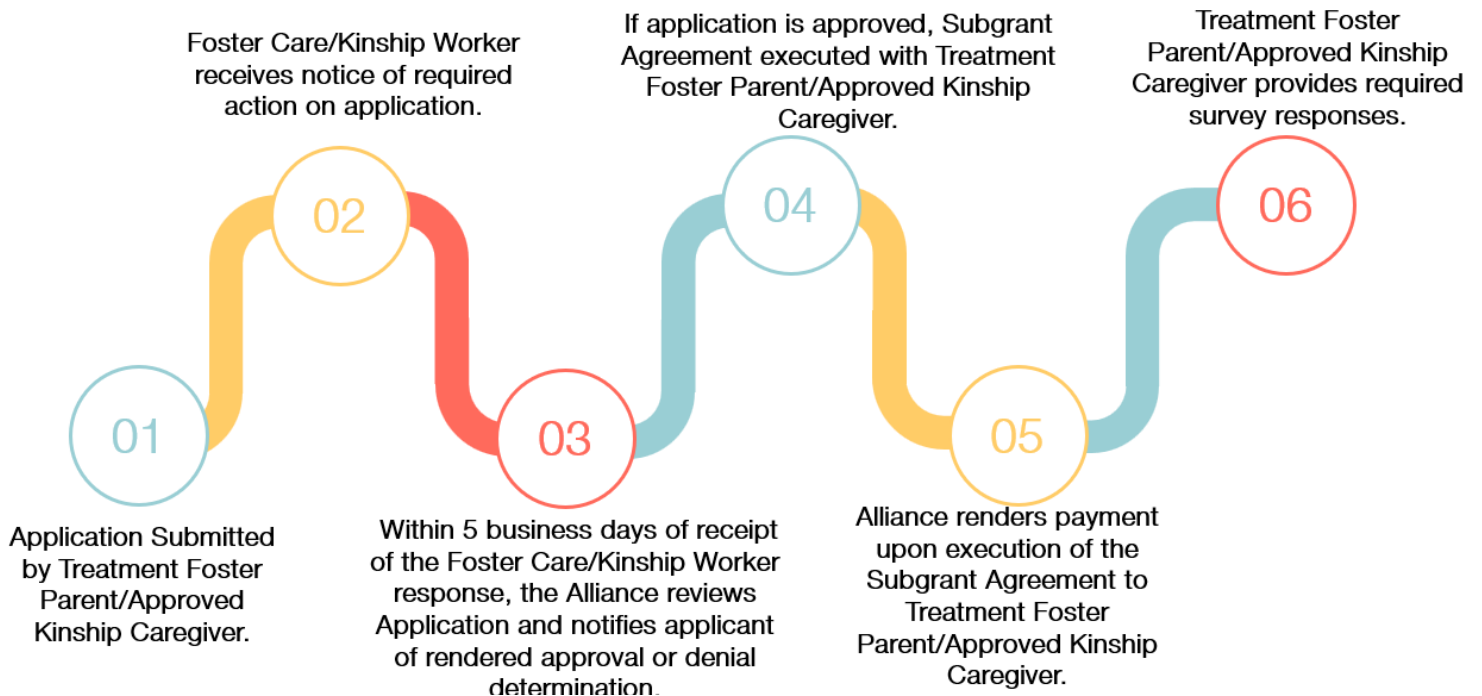 01
Application Submitted
by Treatment Foster
Parent/Approved
Kinship Caregiver.
Foster Care/Kinship Worker
receives notice of required
action on application.
02
03
Within 5 business days of receipt
of the Foster Care/Kinship Worker
response, the Alliance reviews
Application and notifies applicant
of rendered approval or denial
determination.
If application is approved, Subgrant
Agreement executed with Treatment
Foster Parent/Approved Kinship
Caregiver.
04
05
Alliance renders payment
upon execution of the
Subgrant Agreement to
Treatment Foster
Parent/Approved Kinship
Caregiver.
Treatment Foster
Parent/Approved Kinship
Caregiver provides required
survey responses.
06